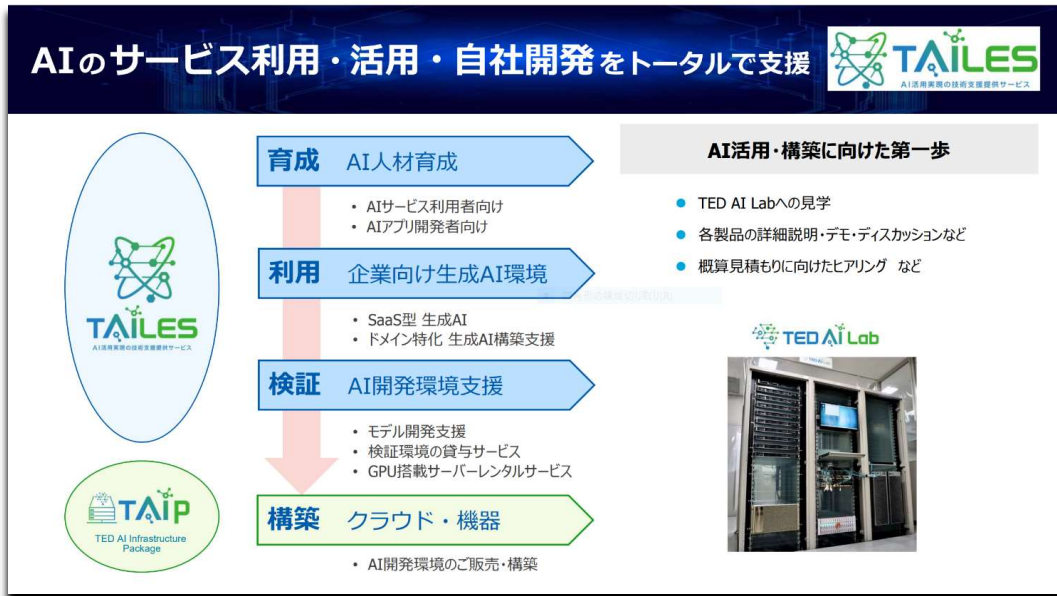 AIのサービス利用・活用・自社開発をトータルで支援
TAILES
AI活用実現の技術支援提供サービス
TAILES
AI活用実現の技術支援提供サービス
TAIP
TED AI Infrastructure
Package
育成 AI人材育成
• AIサービス利用者向け
• AIアプリ開発者向け
利用 企業向け生成AI環境
• SaaS型 生成AI
• ドメイン特化 生成AI構築支援
検証 AI開発環境支援
• モデル開発支援
• 検証環境の貸与サービス
• GPU搭載サーバーレンタルサービス
構築 クラウド・機器
• AI開発環境のご販売・構築
AI活用・構築に向けた第一歩
● TED AI Labへの見学
● 各製品の詳細説明・デモ・ディスカッションなど
● 概算見積もりに向けたヒアリング など
TED AI Lab